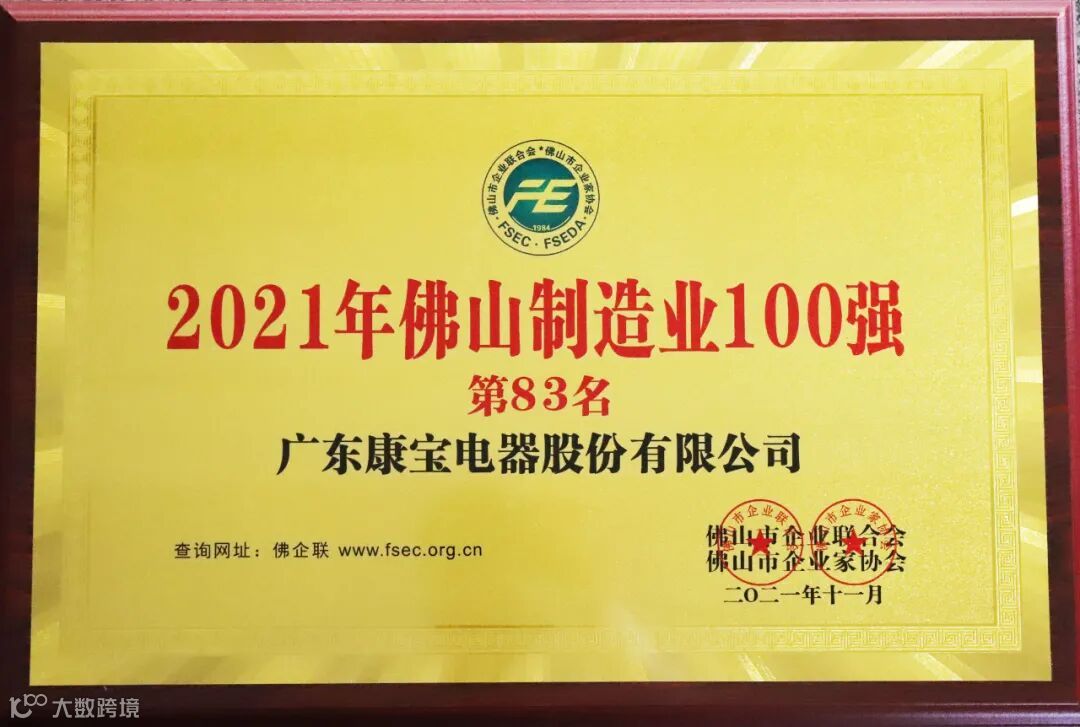 佛山市企业联合会★佛山市企业家协会
FE
1984
FSEC · FSEDA
2021年佛山制造业100强
第83名
广东康宝电器股份有限公司
查询网址：佛企联 www.fsec.org.cn
佛山市企业联合会
佛山市企业家协会
二〇二一年十一月
大数跨境